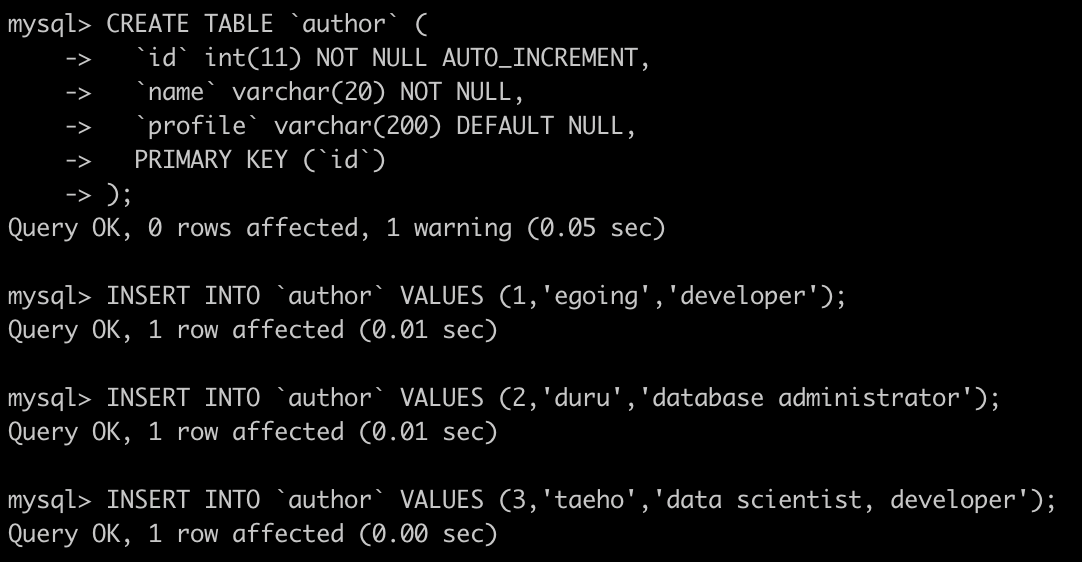 mysql> CREATE TABLE `author` (
    ->   `id` int(11) NOT NULL AUTO_INCREMENT,
    ->   `name` varchar(20) NOT NULL,
    ->   `profile` varchar(200) DEFAULT NULL,
    ->   PRIMARY KEY (`id`)
    -> );
Query OK, 0 rows affected, 1 warning (0.05 sec)

mysql> INSERT INTO `author` VALUES (1,'egoing','developer');
Query OK, 1 row affected (0.01 sec)

mysql> INSERT INTO `author` VALUES (2,'duru','database administrator');
Query OK, 1 row affected (0.01 sec)

mysql> INSERT INTO `author` VALUES (3,'taeho','data scientist, developer');
Query OK, 1 row affected (0.00 sec)